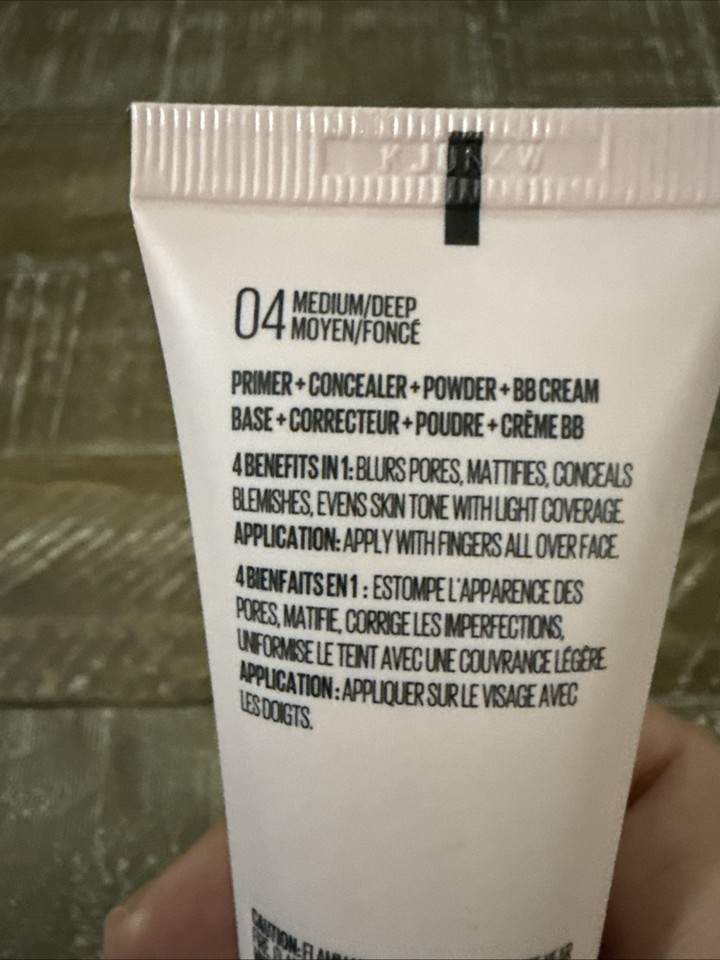 04 MEDIUM/DEEP
MOYEN/FONCÉ
PRIMER + CONCEALER + POWDER + BB CREAM
BASE + CORRECTEUR + POUDRE + CRÈME BB
4 BENEFITS IN 1: BLURS PORES, MATTIFIES, CONCEALS
BLEMISHES, EVENS SKIN TONE WITH LIGHT COVERAGE.
APPLICATION: APPLY WITH FINGERS ALL OVER FACE.
4 BIENFAITS EN 1 : ESTOMPE L'APPARENCE DES
PORES, MATIFIE, CORRIGE LES IMPERFECTIONS,
UNIFORMISE LE TEINT AVEC UNE COUVRANCE LÉGÈRE.
APPLICATION : APPLIQUER SUR LE VISAGE AVEC
LES DOIGTS.
CAUTION: